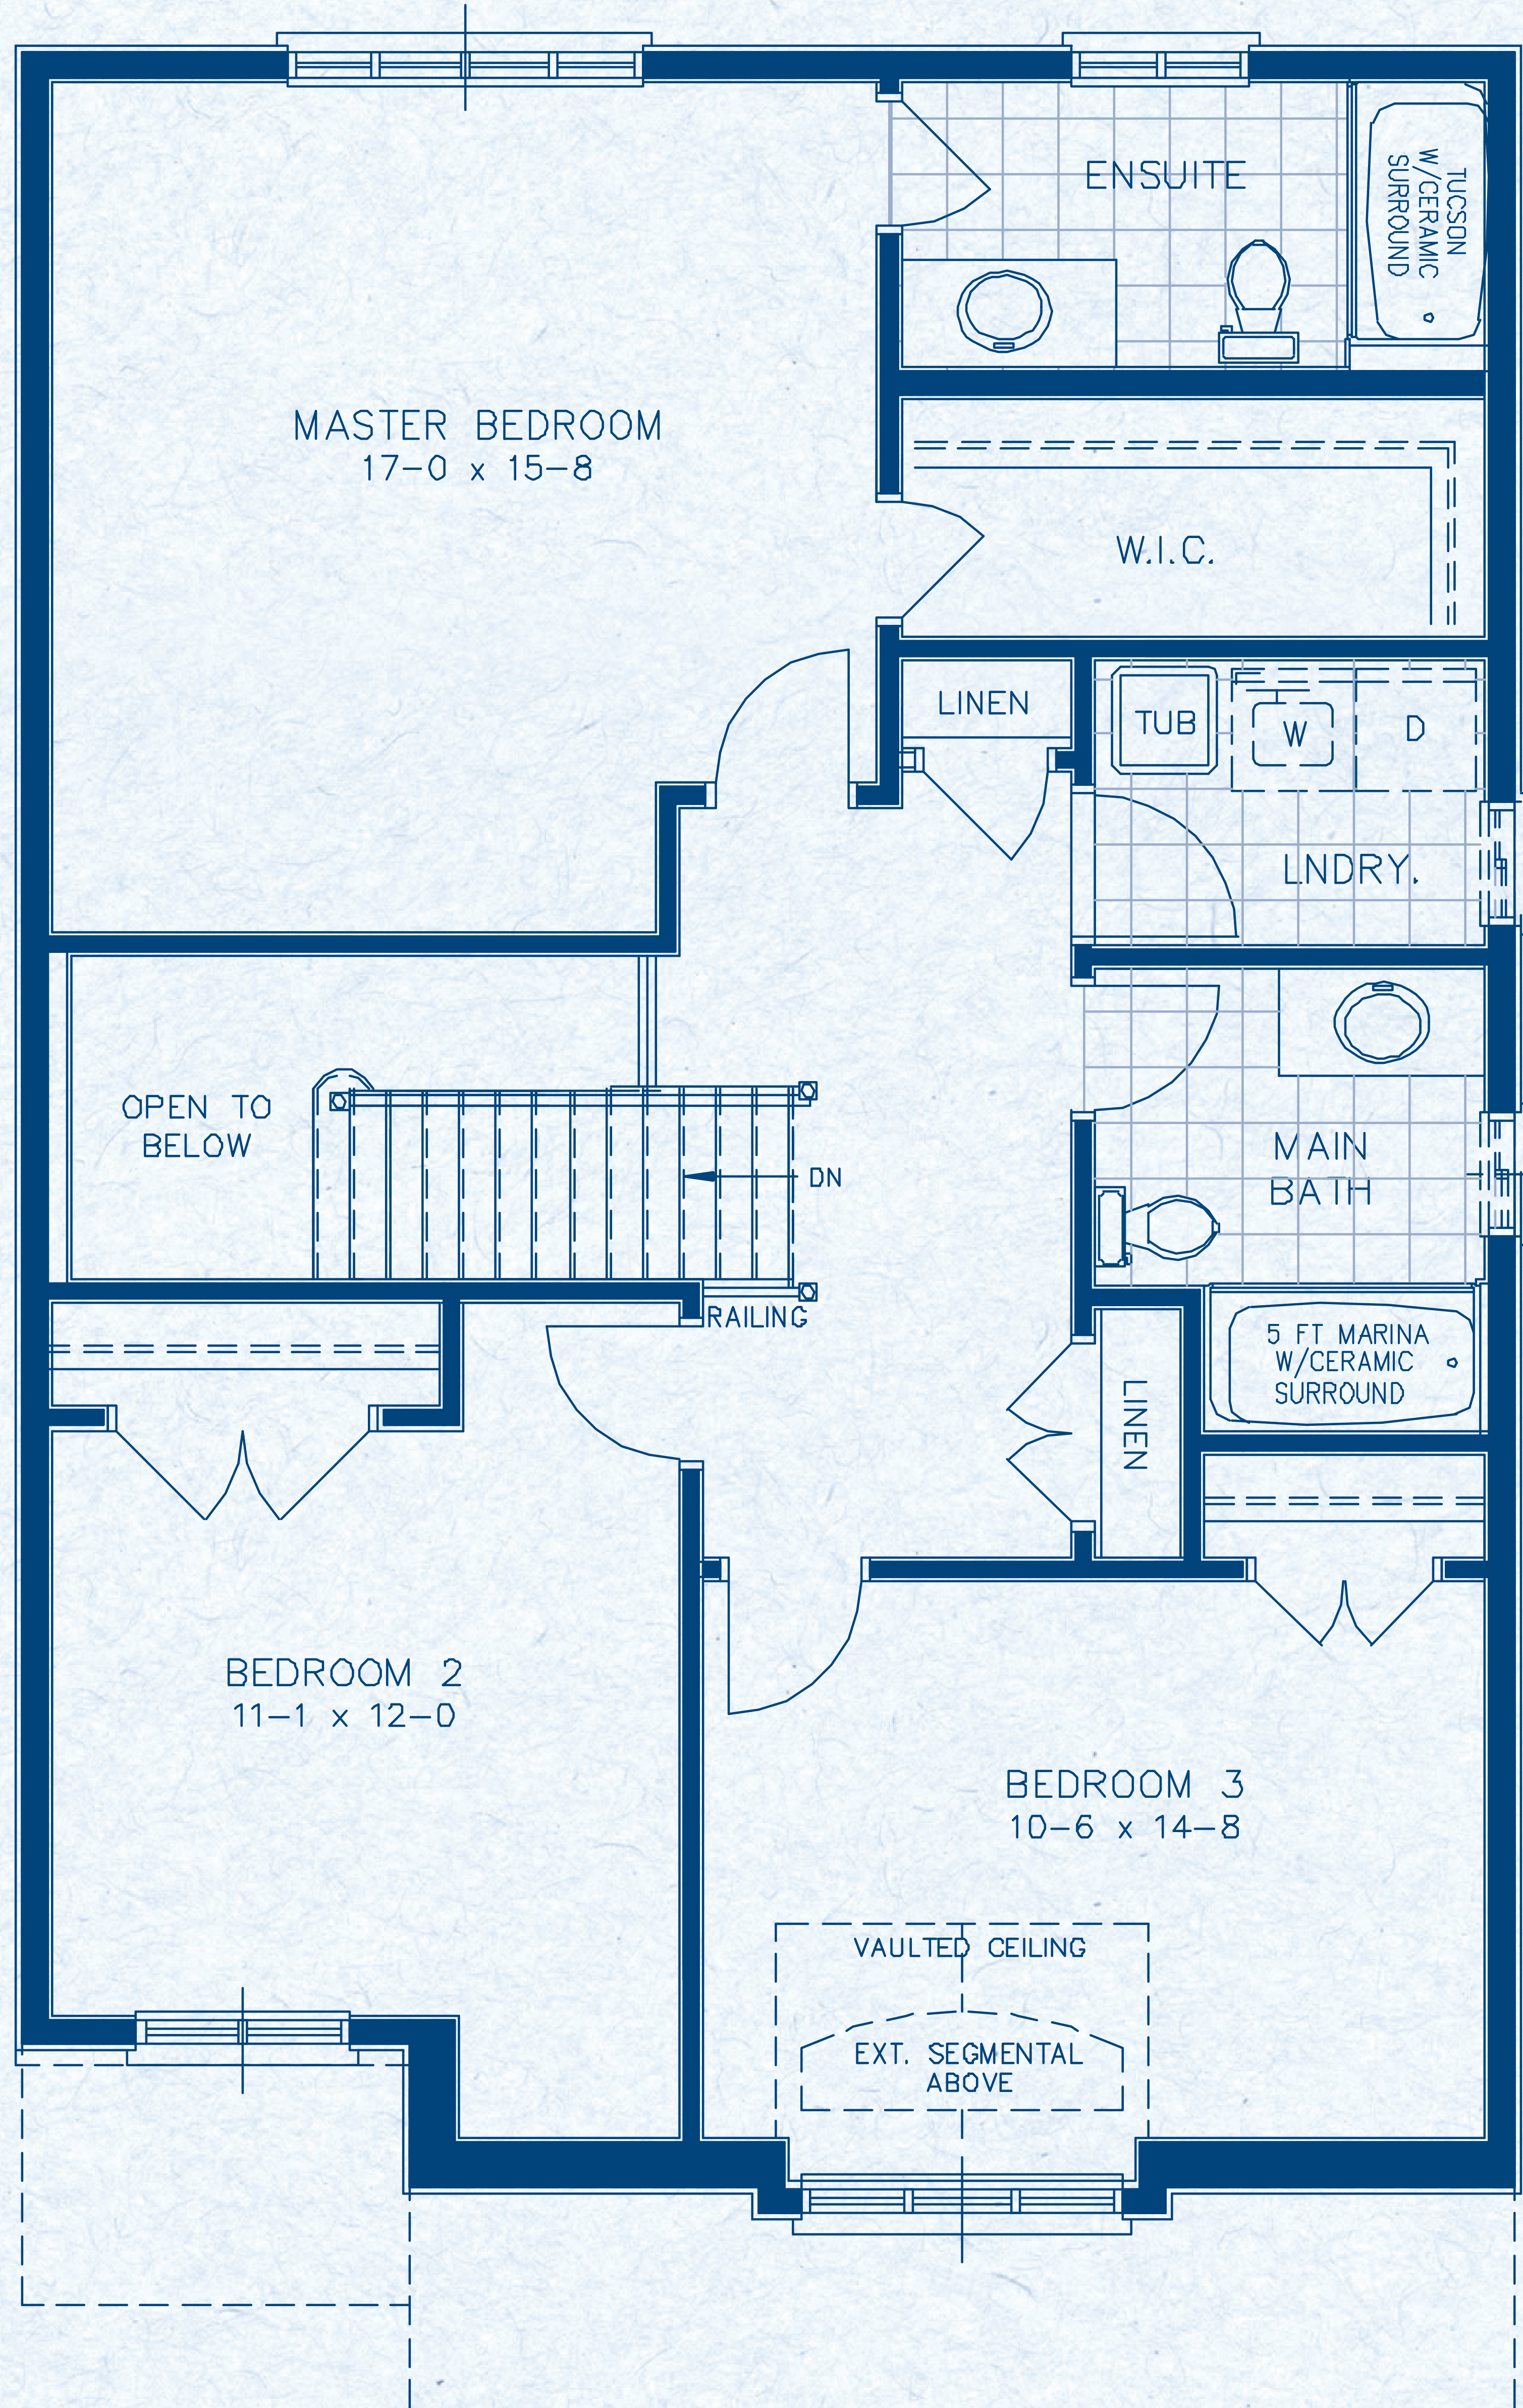 ENSUITE
TUCSON
W/CERAMIC
SURROUND
MASTER BEDROOM
17-0 x 15-8
W.I.C.
LINEN
TUB
W
D
LNDRY.
OPEN TO
BELOW
DN
MAIN
BATH
RAILING
5 FT MARINA
W/CERAMIC
SURROUND
LINEN
BEDROOM 2
11-1 x 12-0
BEDROOM 3
10-6 x 14-8
VAULTED CEILING
EXT. SEGMENTAL
ABOVE